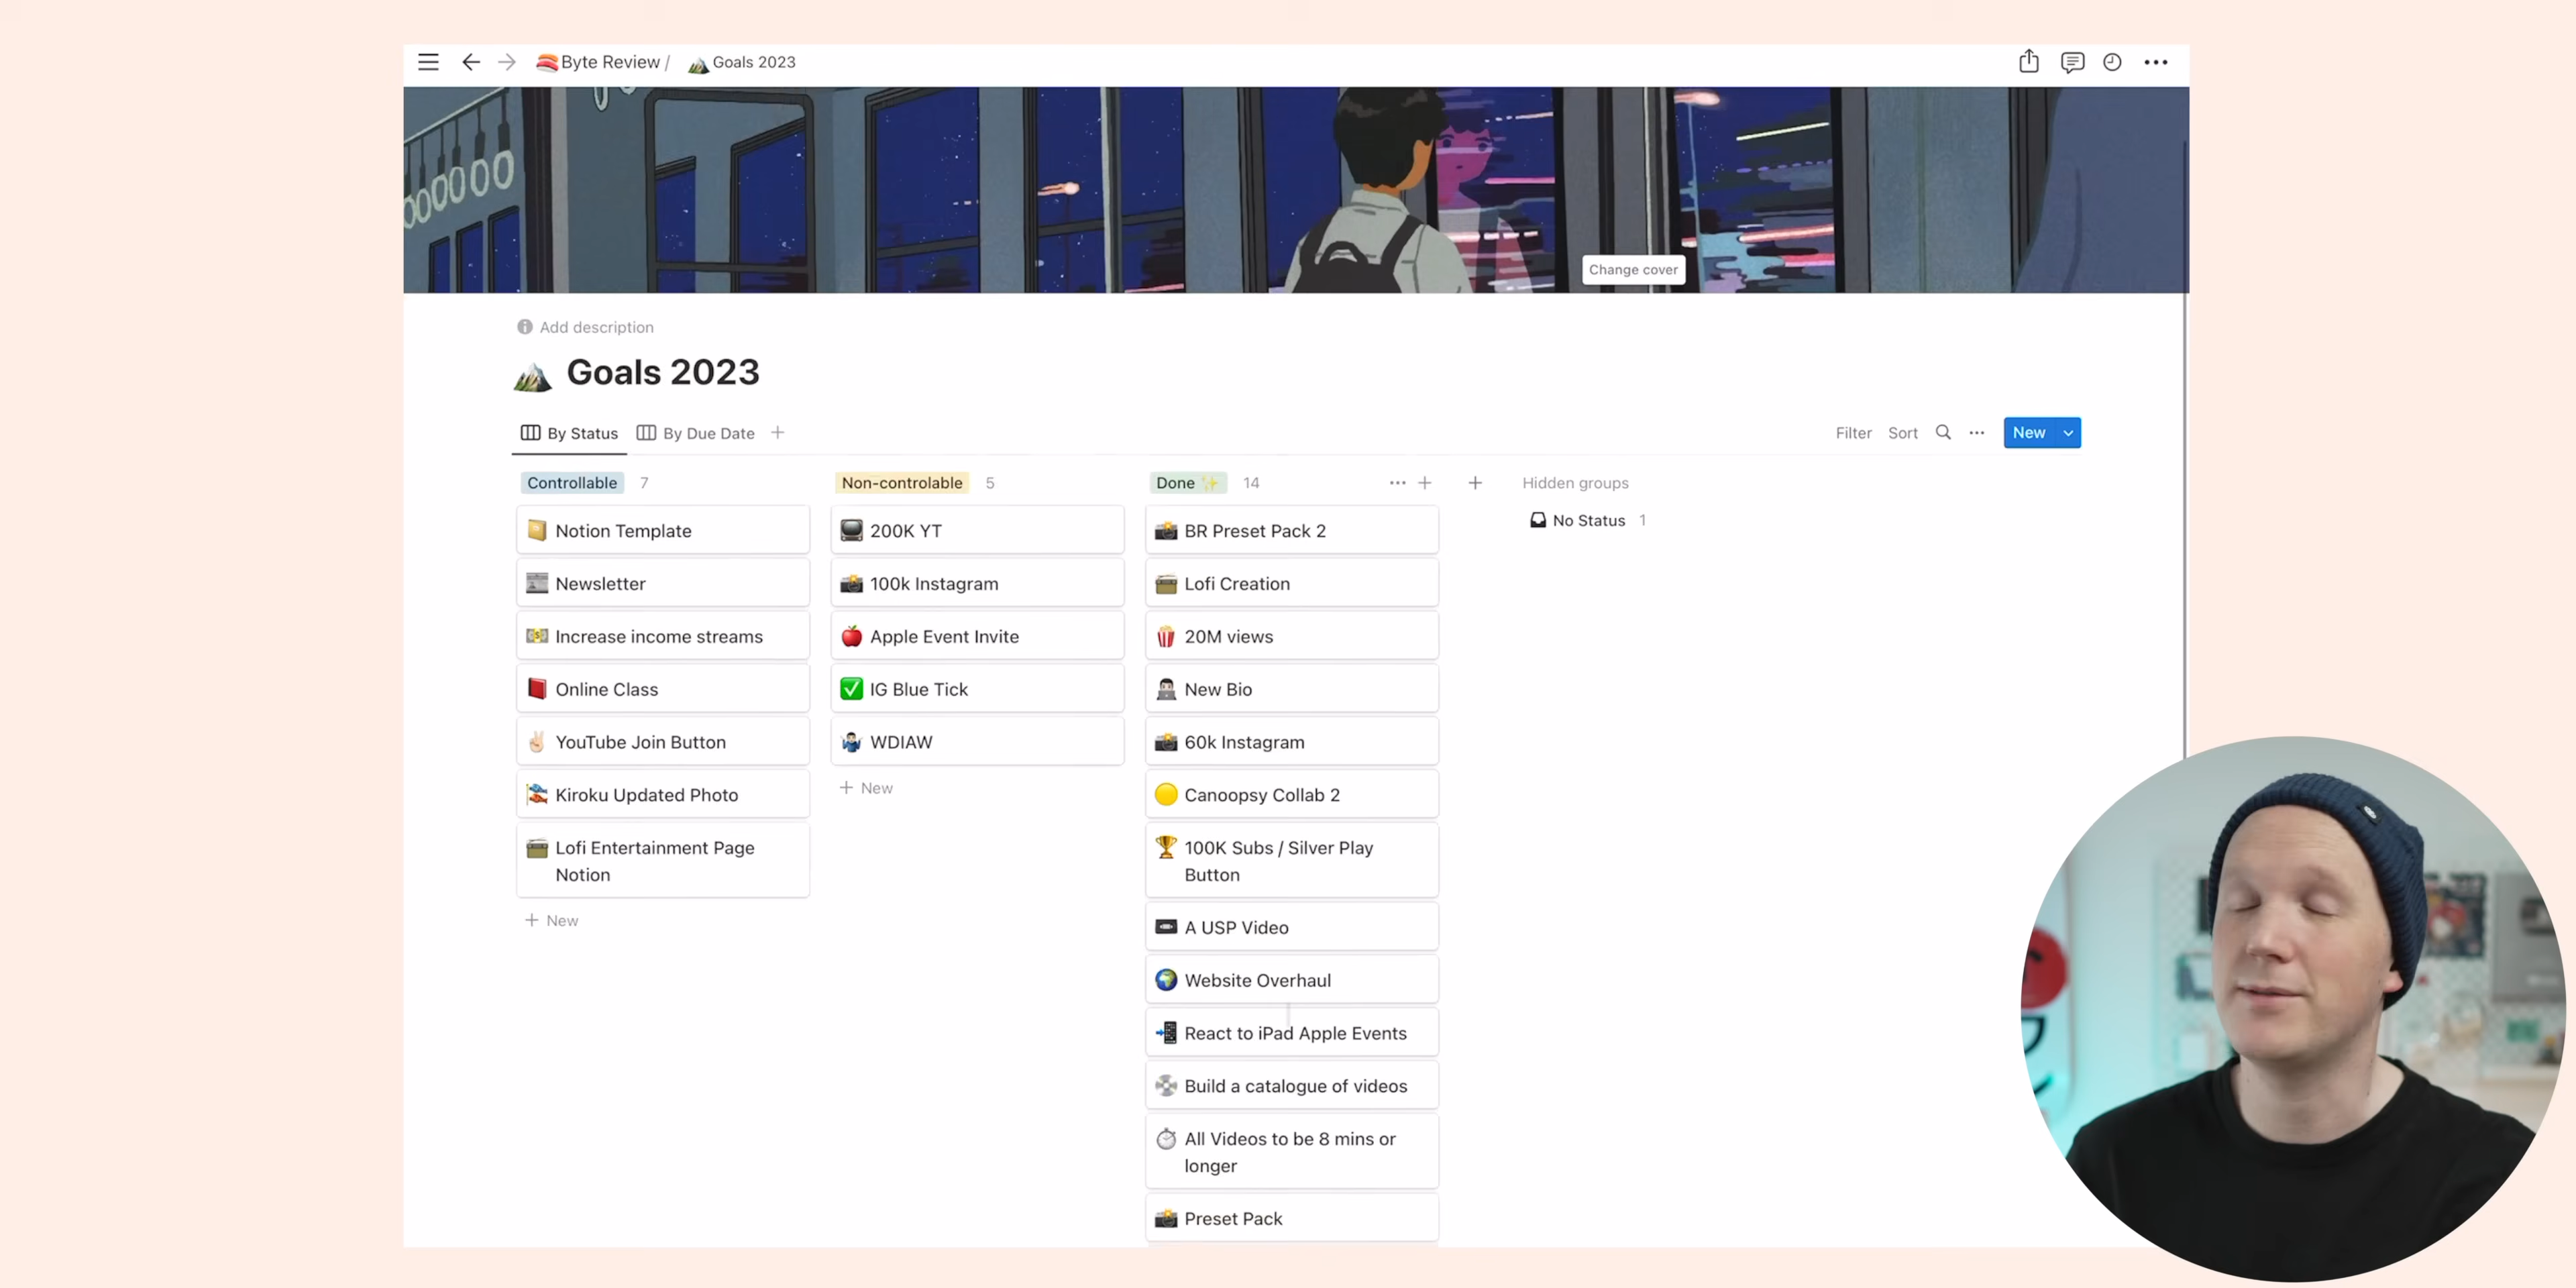 Byte Review / Goals 2023
Change cover
Add description
Goals 2023
By Status By Due Date
Filter Sort New
Controllable 7
Notion Template
Newsletter
Increase income streams
Online Class
YouTube Join Button
Kiroku Updated Photo
Lofi Entertainment Page
Notion
+ New
Non-controlable 5
200K YT
100k Instagram
Apple Event Invite
IG Blue Tick
WDIAW
+ New
Done ✨ 14
BR Preset Pack 2
Lofi Creation
20M views
New Bio
60k Instagram
Canoopsy Collab 2
100K Subs / Silver Play
Button
A USP Video
Website Overhaul
React to iPad Apple Events
Build a catalogue of videos
All Videos to be 8 mins or
longer
Preset Pack
Hidden groups
No Status 1